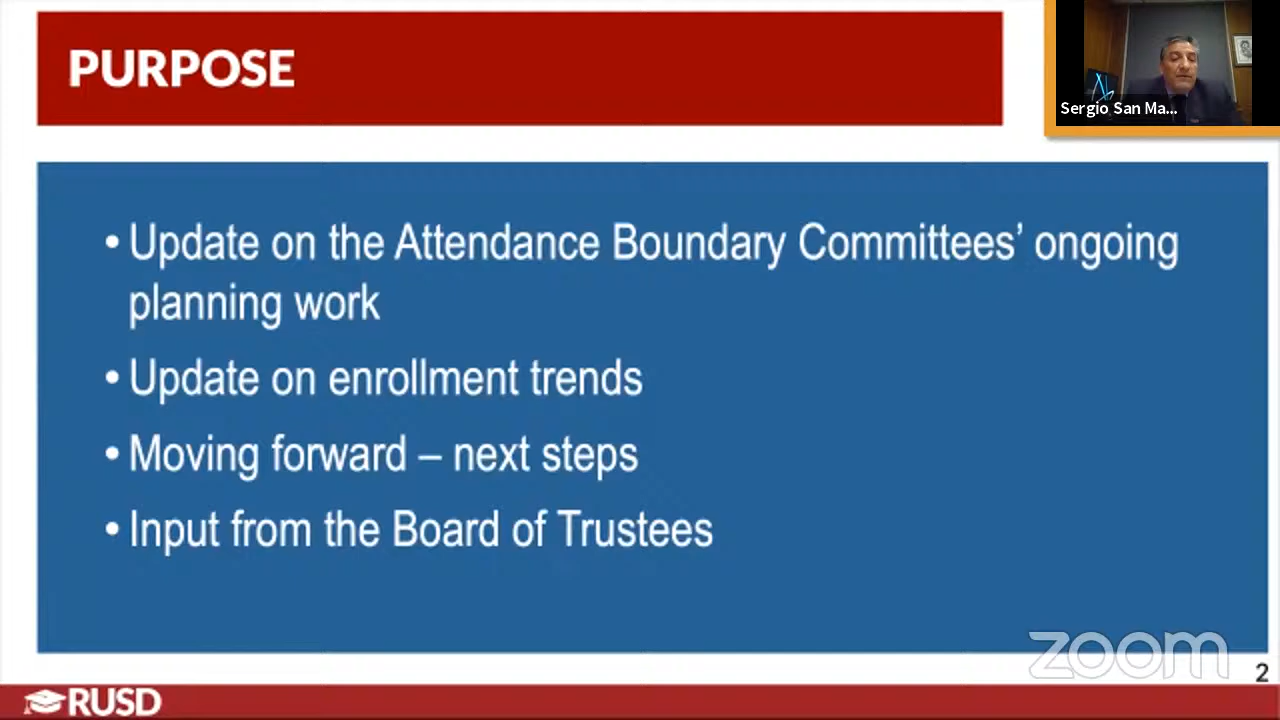 PURPOSE
Sergio San Ma...
• Update on the Attendance Boundary Committees’ ongoing
planning work
• Update on enrollment trends
• Moving forward – next steps
• Input from the Board of Trustees
zoom
2
RUSD